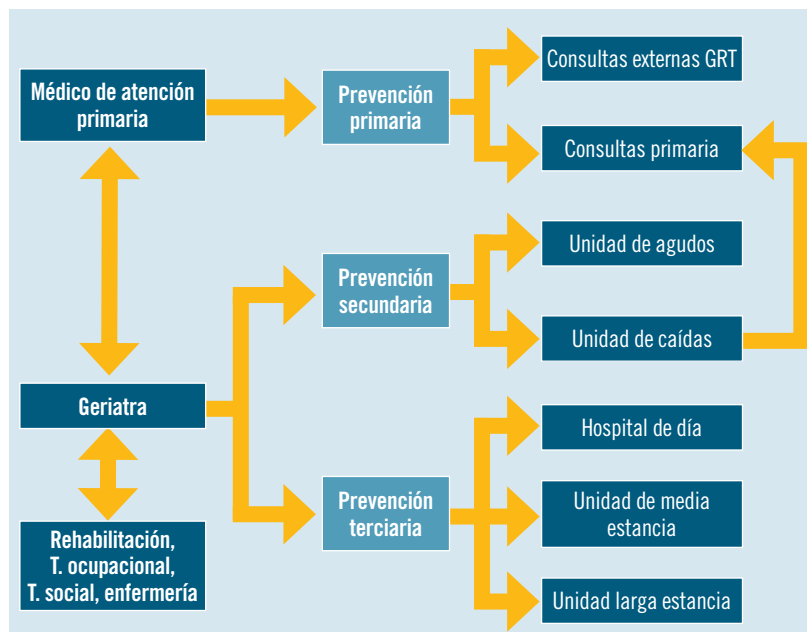 Médico de atención
primaria
Prevención
primaria
Consultas externas GRT
Consultas primaria
Prevención
secundaria
Unidad de agudos
Unidad de caídas
Geriatra
Prevención
terciaria
Hospital de día
Unidad de media
estancia
Unidad larga estancia
Rehabilitación,
T. ocupacional,
T. social, enfermería